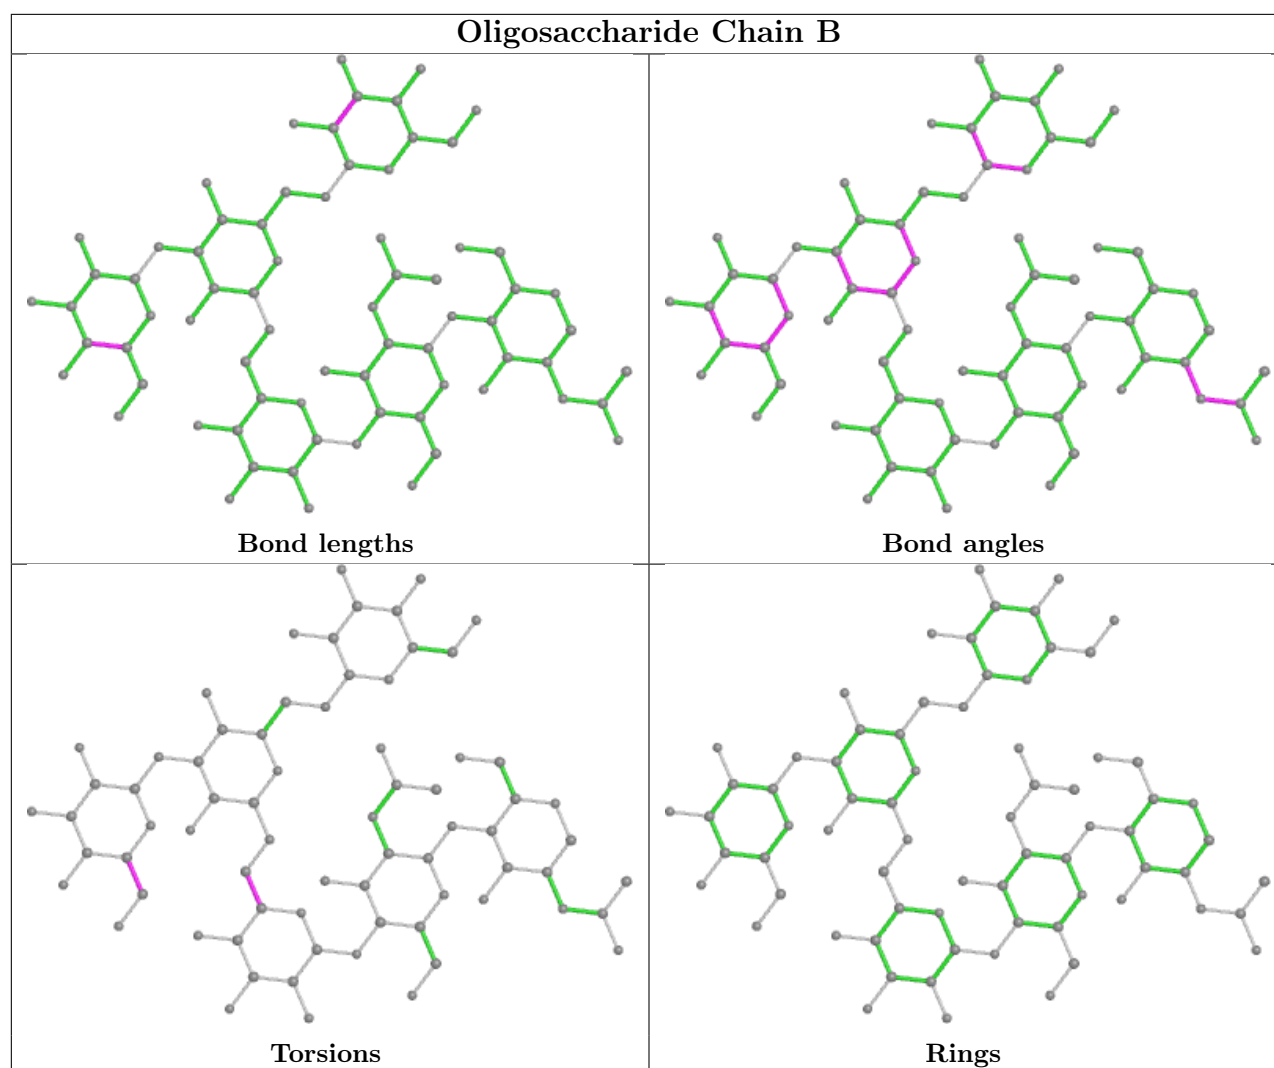 Oligosaccharide Chain B
Bond lengths
Bond angles
Torsions
Rings